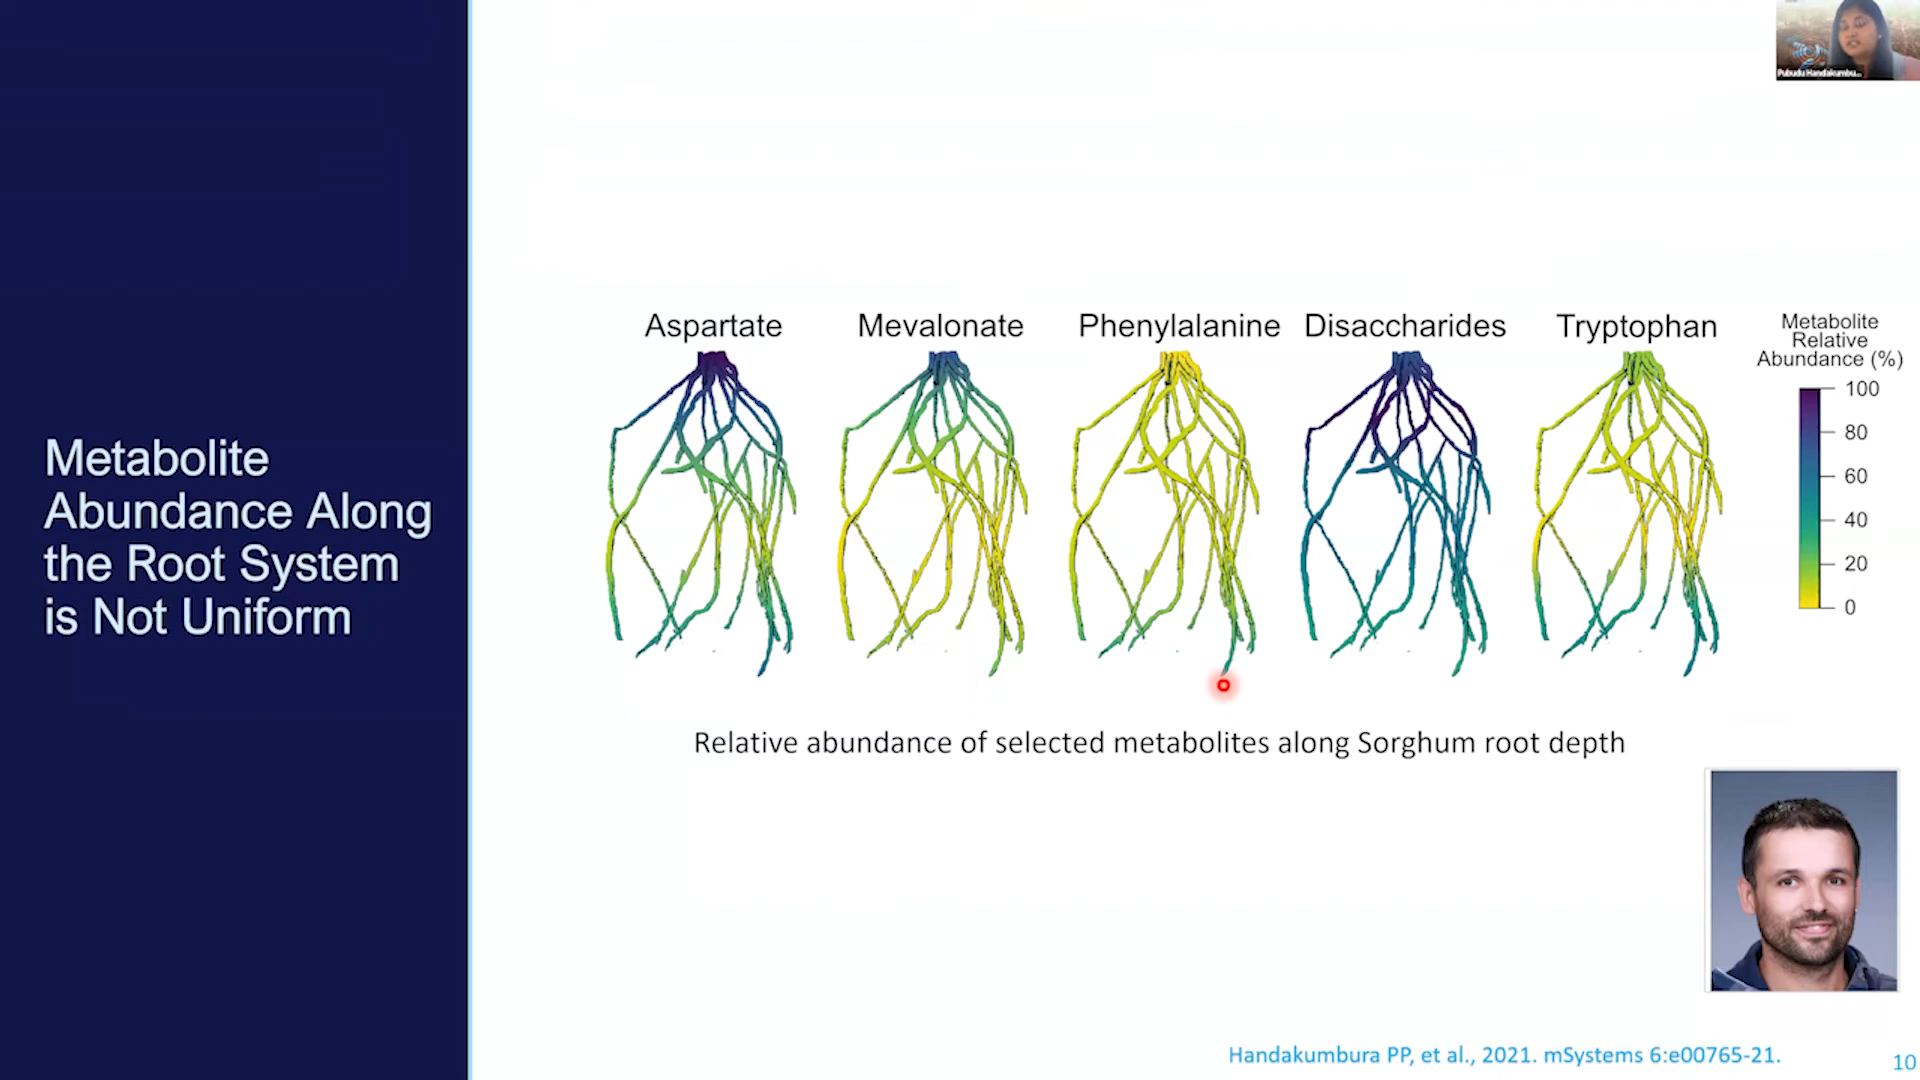 Pubudu Handakumbu...
Metabolite
Abundance Along
the Root System
is Not Uniform
Aspartate
Mevalonate
Phenylalanine
Disaccharides
Tryptophan
Metabolite
Relative
Abundance (%)
100
80
60
40
20
0
Relative abundance of selected metabolites along Sorghum root depth
Handakumbura PP, et al., 2021. mSystems 6:e00765-21.
10